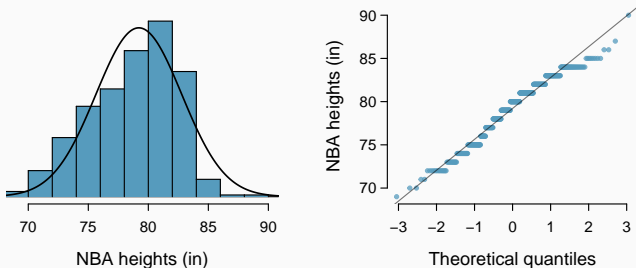 70 75 80 85 90
NBA heights (in)
NBA heights (in)
90
85
80
75
70
−3 −2 −1 0 1 2 3
Theoretical quantiles